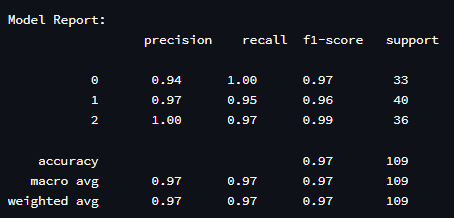 Model Report:
precision recall f1-score support
0 0.94 1.00 0.97 33
1 0.97 0.95 0.96 40
2 1.00 0.97 0.99 36
accuracy 0.97 109
macro avg 0.97 0.97 0.97 109
weighted avg 0.97 0.97 0.97 109